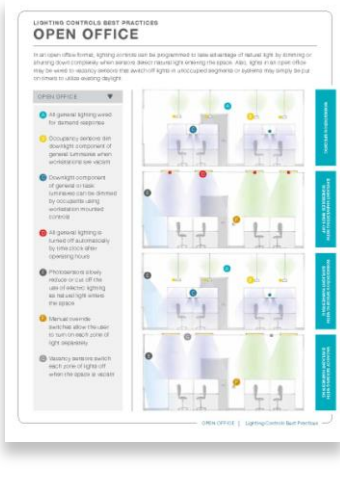 LIGHTING CONTROLS BEST PRACTICES
OPEN OFFICE
In an open office format, lighting controls can be programmed to take advantage of natural light by dimming or
shutting down completely when sensors detect natural light entering the space. Also, lights in an open office
may be wired to vacancy sensors that switch off lights in unoccupied segments or systems may simply be put
on timers to utilize existing daylight.
OPEN OFFICE
A All general lighting wired
for demand response
B Occupancy sensors dim
downlight component of
general luminaires when
workstations are vacant
C Downlight component
of general or task
luminaires can be dimmed
by occupants using
workstation mounted
controls
D All general lighting is
turned off automatically
by time clock after
operating hours
E Photosensors allow
reduce or cut off the
use of electric lighting
as natural light enters
the space
F Manual override
switches allow the user
to turn on each zone of
light separately
G Vacancy sensors switch
each zone of lights off
when the space is vacant
OPEN OFFICE | Lighting Controls Best Practices